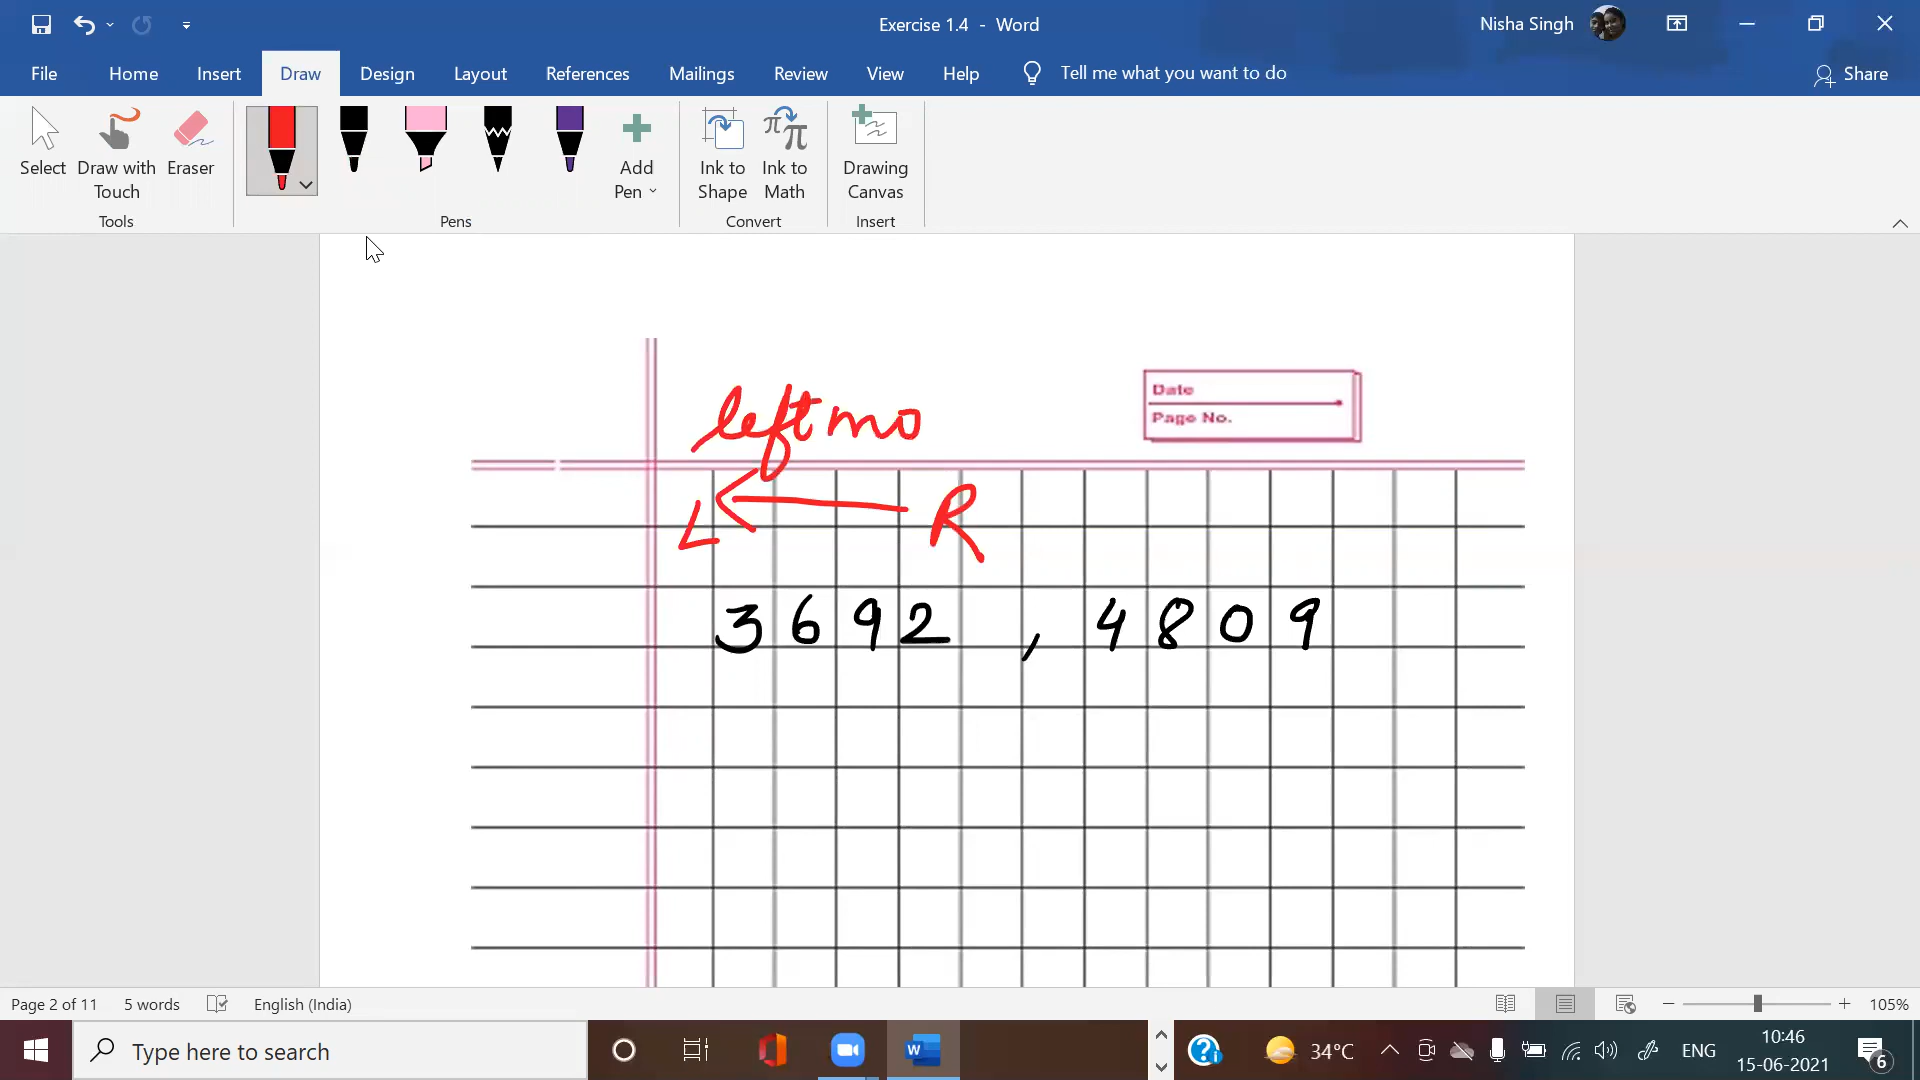 Exercise 1.4 - Word
Nisha Singh
File Home Insert Draw Design Layout References Mailings Review View Help Tell me what you want to do Share
Select Draw with Touch Eraser
Add Pen
Ink to Shape Ink to Math
Drawing Canvas
Tools Pens Convert Insert
Date
Page No.
leftmo
L R
3692 , 4809
Page 2 of 11 5 words English (India) 105%
Type here to search
34°C ENG
10:46
15-06-2021
6